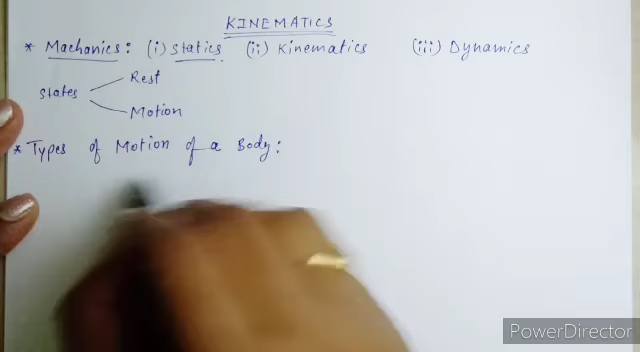 KINEMATICS
* Mechanics: (i) Statics. (ii) Kinematics (iii) Dynamics
States Rest
Motion
* Types of Motion of a Body:
PowerDirector